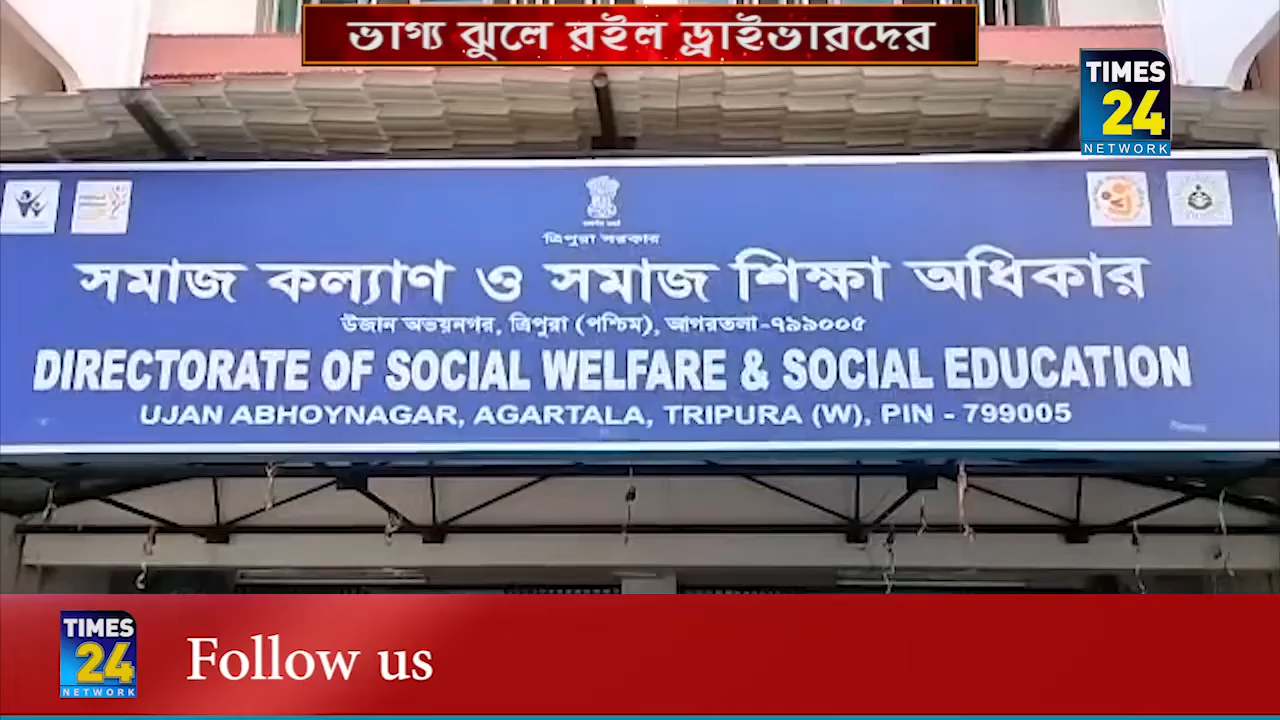 ভাগ্য ঝুলে রইল ড্রাইভারদের
TIMES
24
NETWORK
ত্রিপুরা সরকার
সমাজ কল্যাণ ও সমাজ শিক্ষা অধিকার
উজান অভয়নগর, ত্রিপুরা (পশ্চিম), আগরতলা-৭৯৯০০৫
DIRECTORATE OF SOCIAL WELFARE & SOCIAL EDUCATION
UJAN ABHOYNAGAR, AGARTALA, TRIPURA (W), PIN - 799005
TIMES
24
NETWORK
Follow us